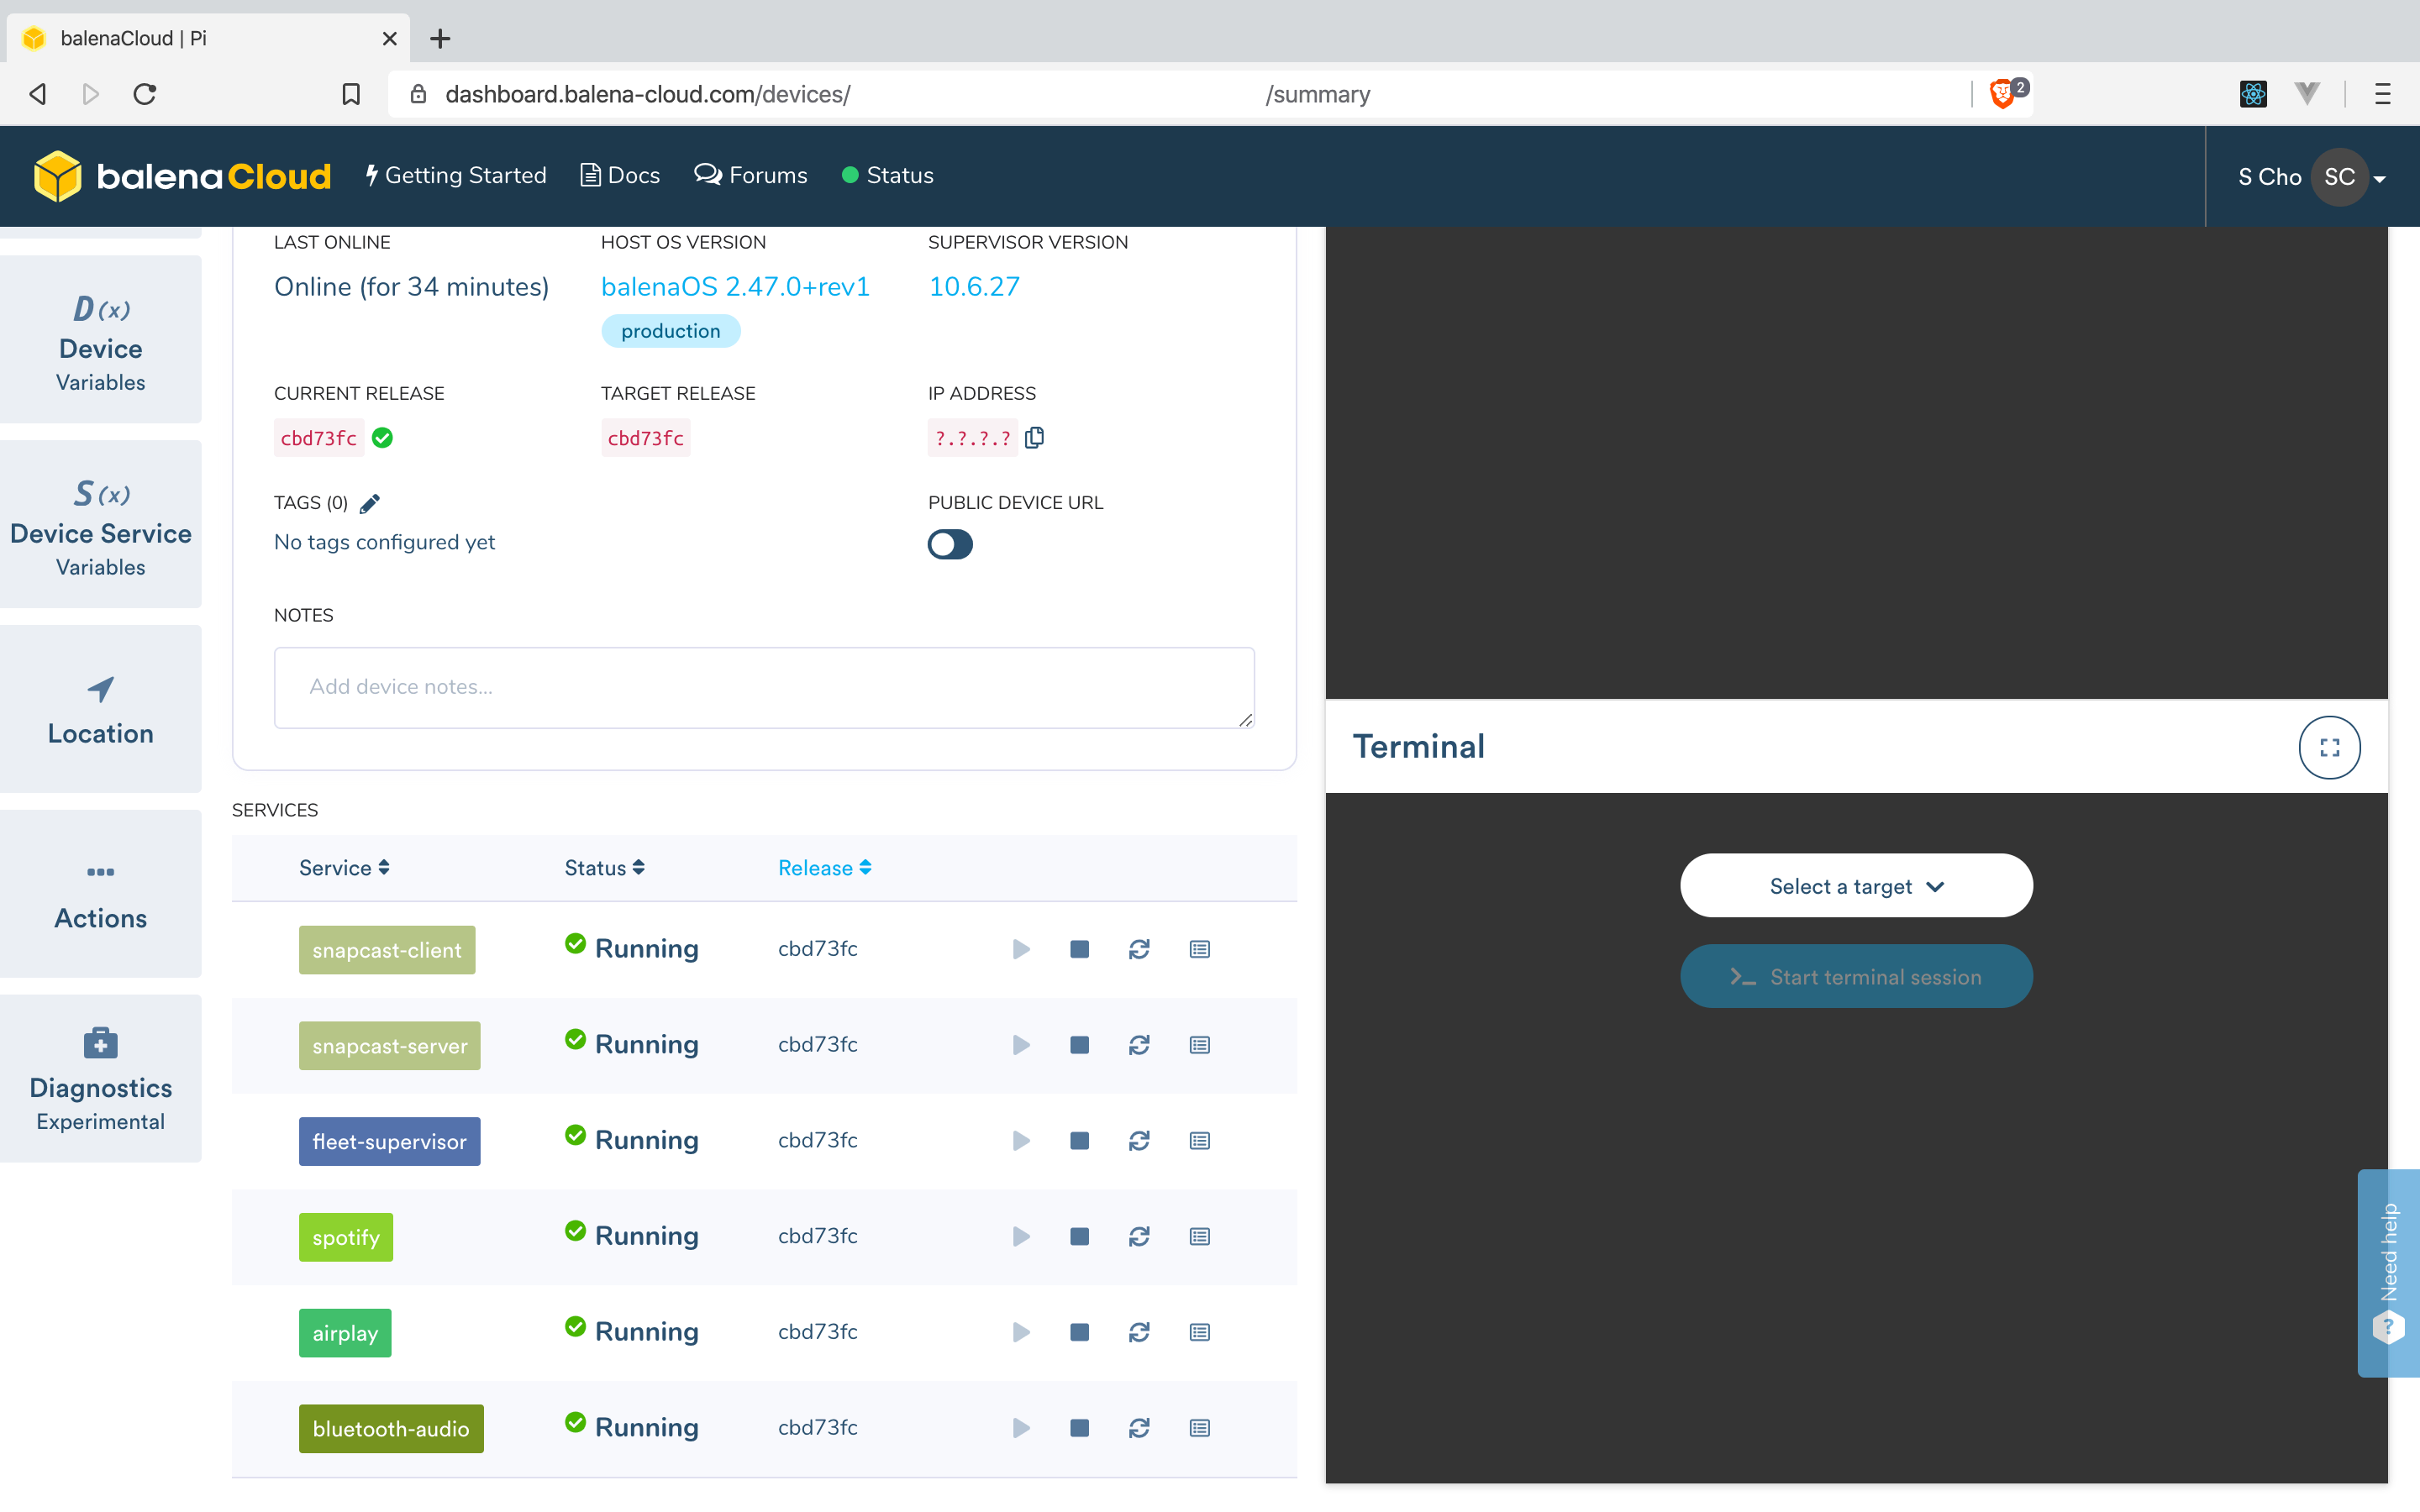 balenaCloud | Pi
dashboard.balena-cloud.com/devices/ /summary
2
balenaCloud
Getting Started
Docs
Forums
Status
S Cho
SC
D(x)
Device
Variables
S(x)
Device Service
Variables
Location
Actions
Diagnostics
Experimental
LAST ONLINE
Online (for 34 minutes)
HOST OS VERSION
balenaOS 2.47.0+rev1
production
SUPERVISOR VERSION
10.6.27
CURRENT RELEASE
cbd73fc
TARGET RELEASE
cbd73fc
IP ADDRESS
?.?.?.?
TAGS (0)
No tags configured yet
PUBLIC DEVICE URL
NOTES
Add device notes...
SERVICES
Service Status Release
snapcast-client Running cbd73fc
snapcast-server Running cbd73fc
fleet-supervisor Running cbd73fc
spotify Running cbd73fc
airplay Running cbd73fc
bluetooth-audio Running cbd73fc
Terminal
Select a target
>_ Start terminal session
Need help
?